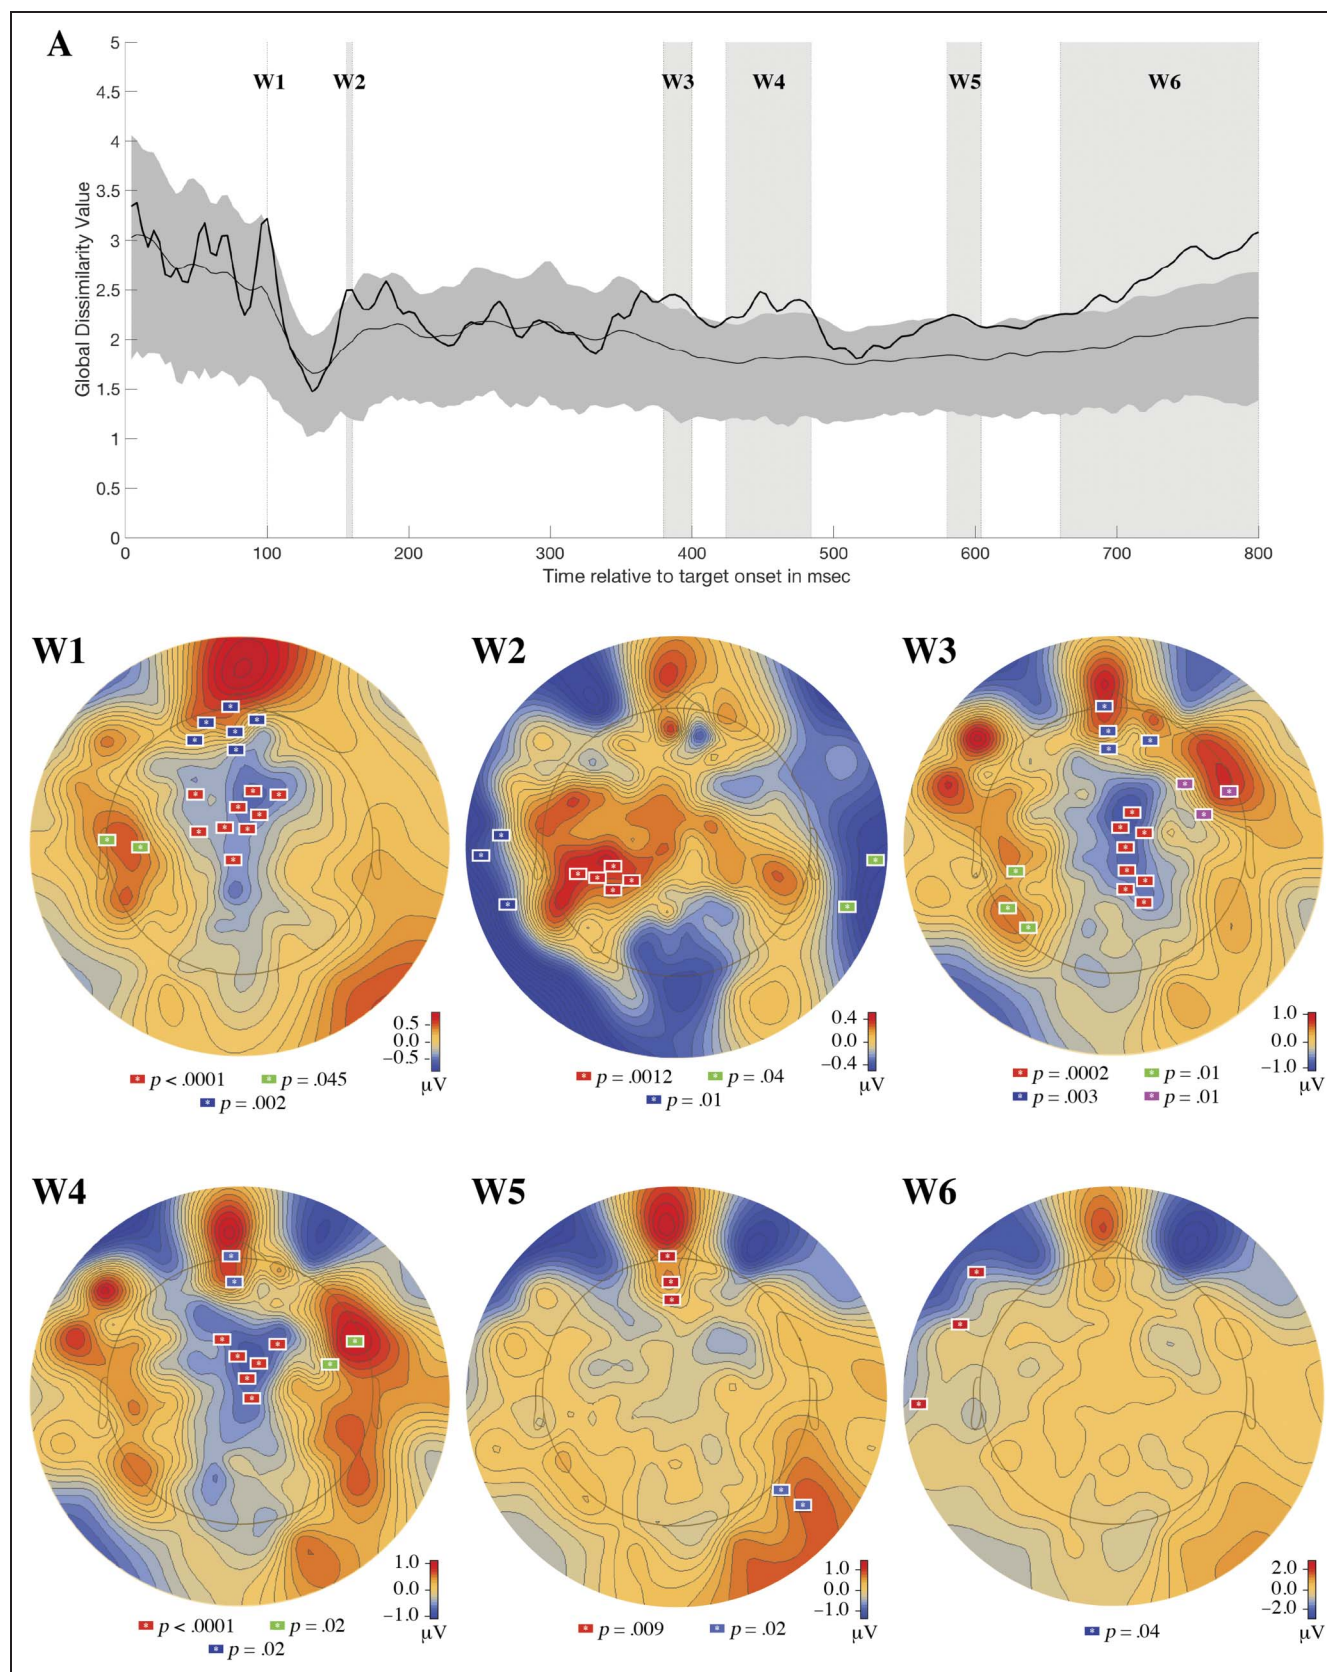 A
5
4.5
4
3.5
3
2.5
2
1.5
1
0.5
0
Global Dissimilarity Value
W1 W2 W3 W4 W5 W6
0 100 200 300 400 500 600 700 800
Time relative to target onset in msec
W1
0.5
0.0
−0.5
μV
* p < .0001 * p = .045
* p = .002
W2
0.4
0.0
−0.4
μV
* p = .0012 * p = .04
* p = .01
W3
1.0
0.0
−1.0
μV
* p = .0002 * p = .01
* p = .003 * p = .01
W4
1.0
0.0
−1.0
μV
* p < .0001 * p = .02
* p = .02
W5
1.0
0.0
−1.0
μV
* p = .009 * p = .02
W6
2.0
0.0
−2.0
μV
* p = .04